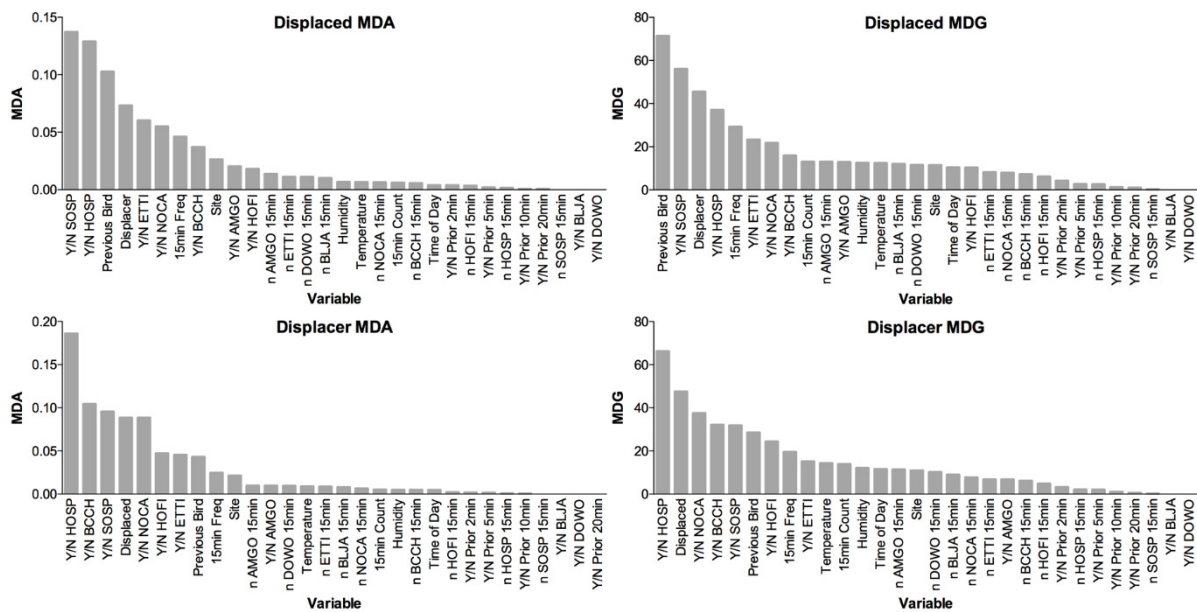 Displaced MDA
MDA
0.15
0.10
0.05
0.00
Y/N SOSP
Y/N HOSP
Previous Bird
Displacer
Y/N ETTI
Y/N NOCA
15min Freq
Y/N BCCH
Site
Y/N AMGO
Y/N HOFI
n AMGO 15min
n ETTI 15min
n DOWO 15min
n BLJA 15min
Humidity
Temperature
n NOCA 15min
15min Count
n BCCH 15min
Time of Day
Y/N Prior 2min
n HOFI 15min
Y/N Prior 5min
n HOSP 15min
Y/N Prior 10min
Y/N Prior 20min
n SOSP 15min
Y/N BLJA
Y/N DOWO
Variable
Displaced MDG
MDG
80
60
40
20
0
Previous Bird
Y/N SOSP
Displacer
Y/N HOSP
15min Freq
Y/N ETTI
Y/N NOCA
Y/N BCCH
15min Count
n AMGO 15min
Y/N AMGO
Humidity
Temperature
n BLJA 15min
n DOWO 15min
Site
Time of Day
Y/N HOFI
n ETTI 15min
n NOCA 15min
n BCCH 15min
n HOFI 15min
Y/N Prior 2min
Y/N Prior 5min
n HOSP 15min
Y/N Prior 10min
Y/N Prior 20min
n SOSP 15min
Y/N BLJA
Y/N DOWO
Variable
Displacer MDA
MDA
0.20
0.15
0.10
0.05
0.00
Y/N HOSP
Y/N BCCH
Y/N SOSP
Displaced
Y/N NOCA
Y/N HOFI
Y/N ETTI
Previous Bird
15min Freq
Site
n AMGO 15min
Y/N AMGO
n DOWO 15min
Temperature
n ETTI 15min
n BLJA 15min
n NOCA 15min
15min Count
Humidity
n BCCH 15min
Time of Day
n HOFI 15min
Y/N Prior 2min
Y/N Prior 5min
n HOSP 15min
Y/N Prior 10min
n SOSP 15min
Y/N BLJA
Y/N DOWO
Y/N Prior 20min
Variable
Displacer MDG
MDG
80
60
40
20
0
Y/N HOSP
Displaced
Y/N NOCA
Y/N BCCH
Y/N SOSP
Previous Bird
Y/N HOFI
15min Freq
Y/N ETTI
Temperature
15min Count
Humidity
Time of Day
n AMGO 15min
Site
n DOWO 15min
n BLJA 15min
n NOCA 15min
n ETTI 15min
Y/N AMGO
n BCCH 15min
n HOFI 15min
Y/N Prior 2min
n HOSP 15min
Y/N Prior 5min
Y/N Prior 10min
Y/N Prior 20min
n SOSP 15min
Y/N BLJA
Y/N DOWO
Variable